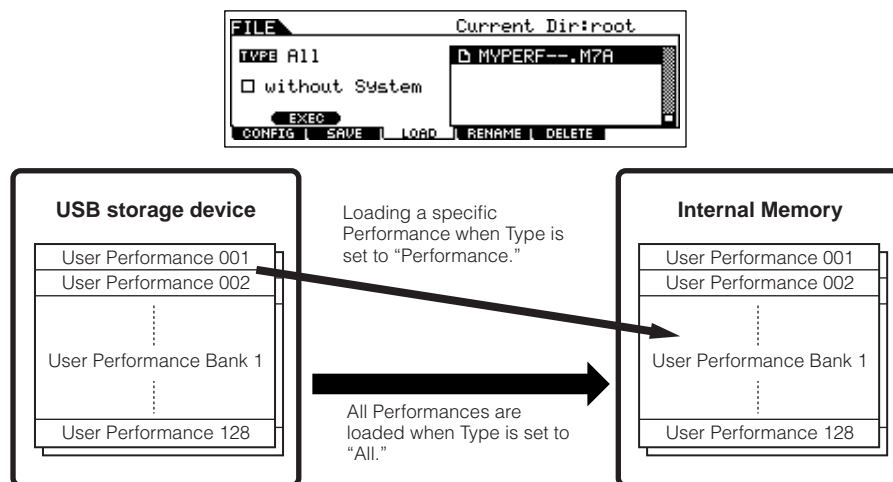 FILE
Current Dir:root
TYPE All
MYPERF--.M7A
without System
EXEC
CONFIG SAVE LOAD RENAME DELETE
USB storage device
User Performance 001
User Performance 002
User Performance Bank 1
User Performance 128
Loading a specific
Performance when Type is
set to “Performance.”
All Performances are
loaded when Type is set to
“All.”
Internal Memory
User Performance 001
User Performance 002
User Performance Bank 1
User Performance 128